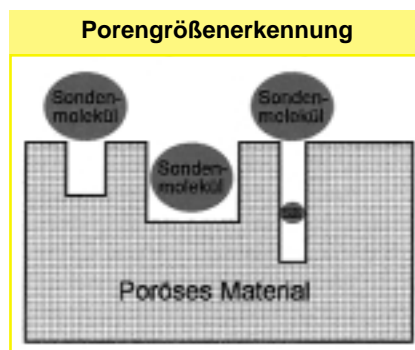 Porengrößenerkennung
Sonden-
molekül
Sonden-
molekül
Sonden-
molekül
Poröses Material